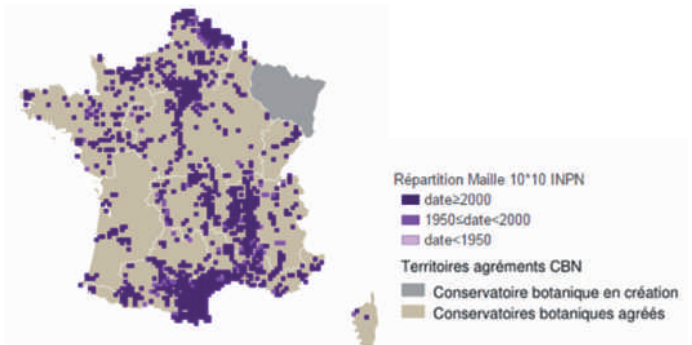 Répartition Maille 10*10 INPN
date≥2000
1950≤date<2000
date<1950
Territoires agréments CBN
Conservatoire botanique en création
Conservatoires botaniques agréés